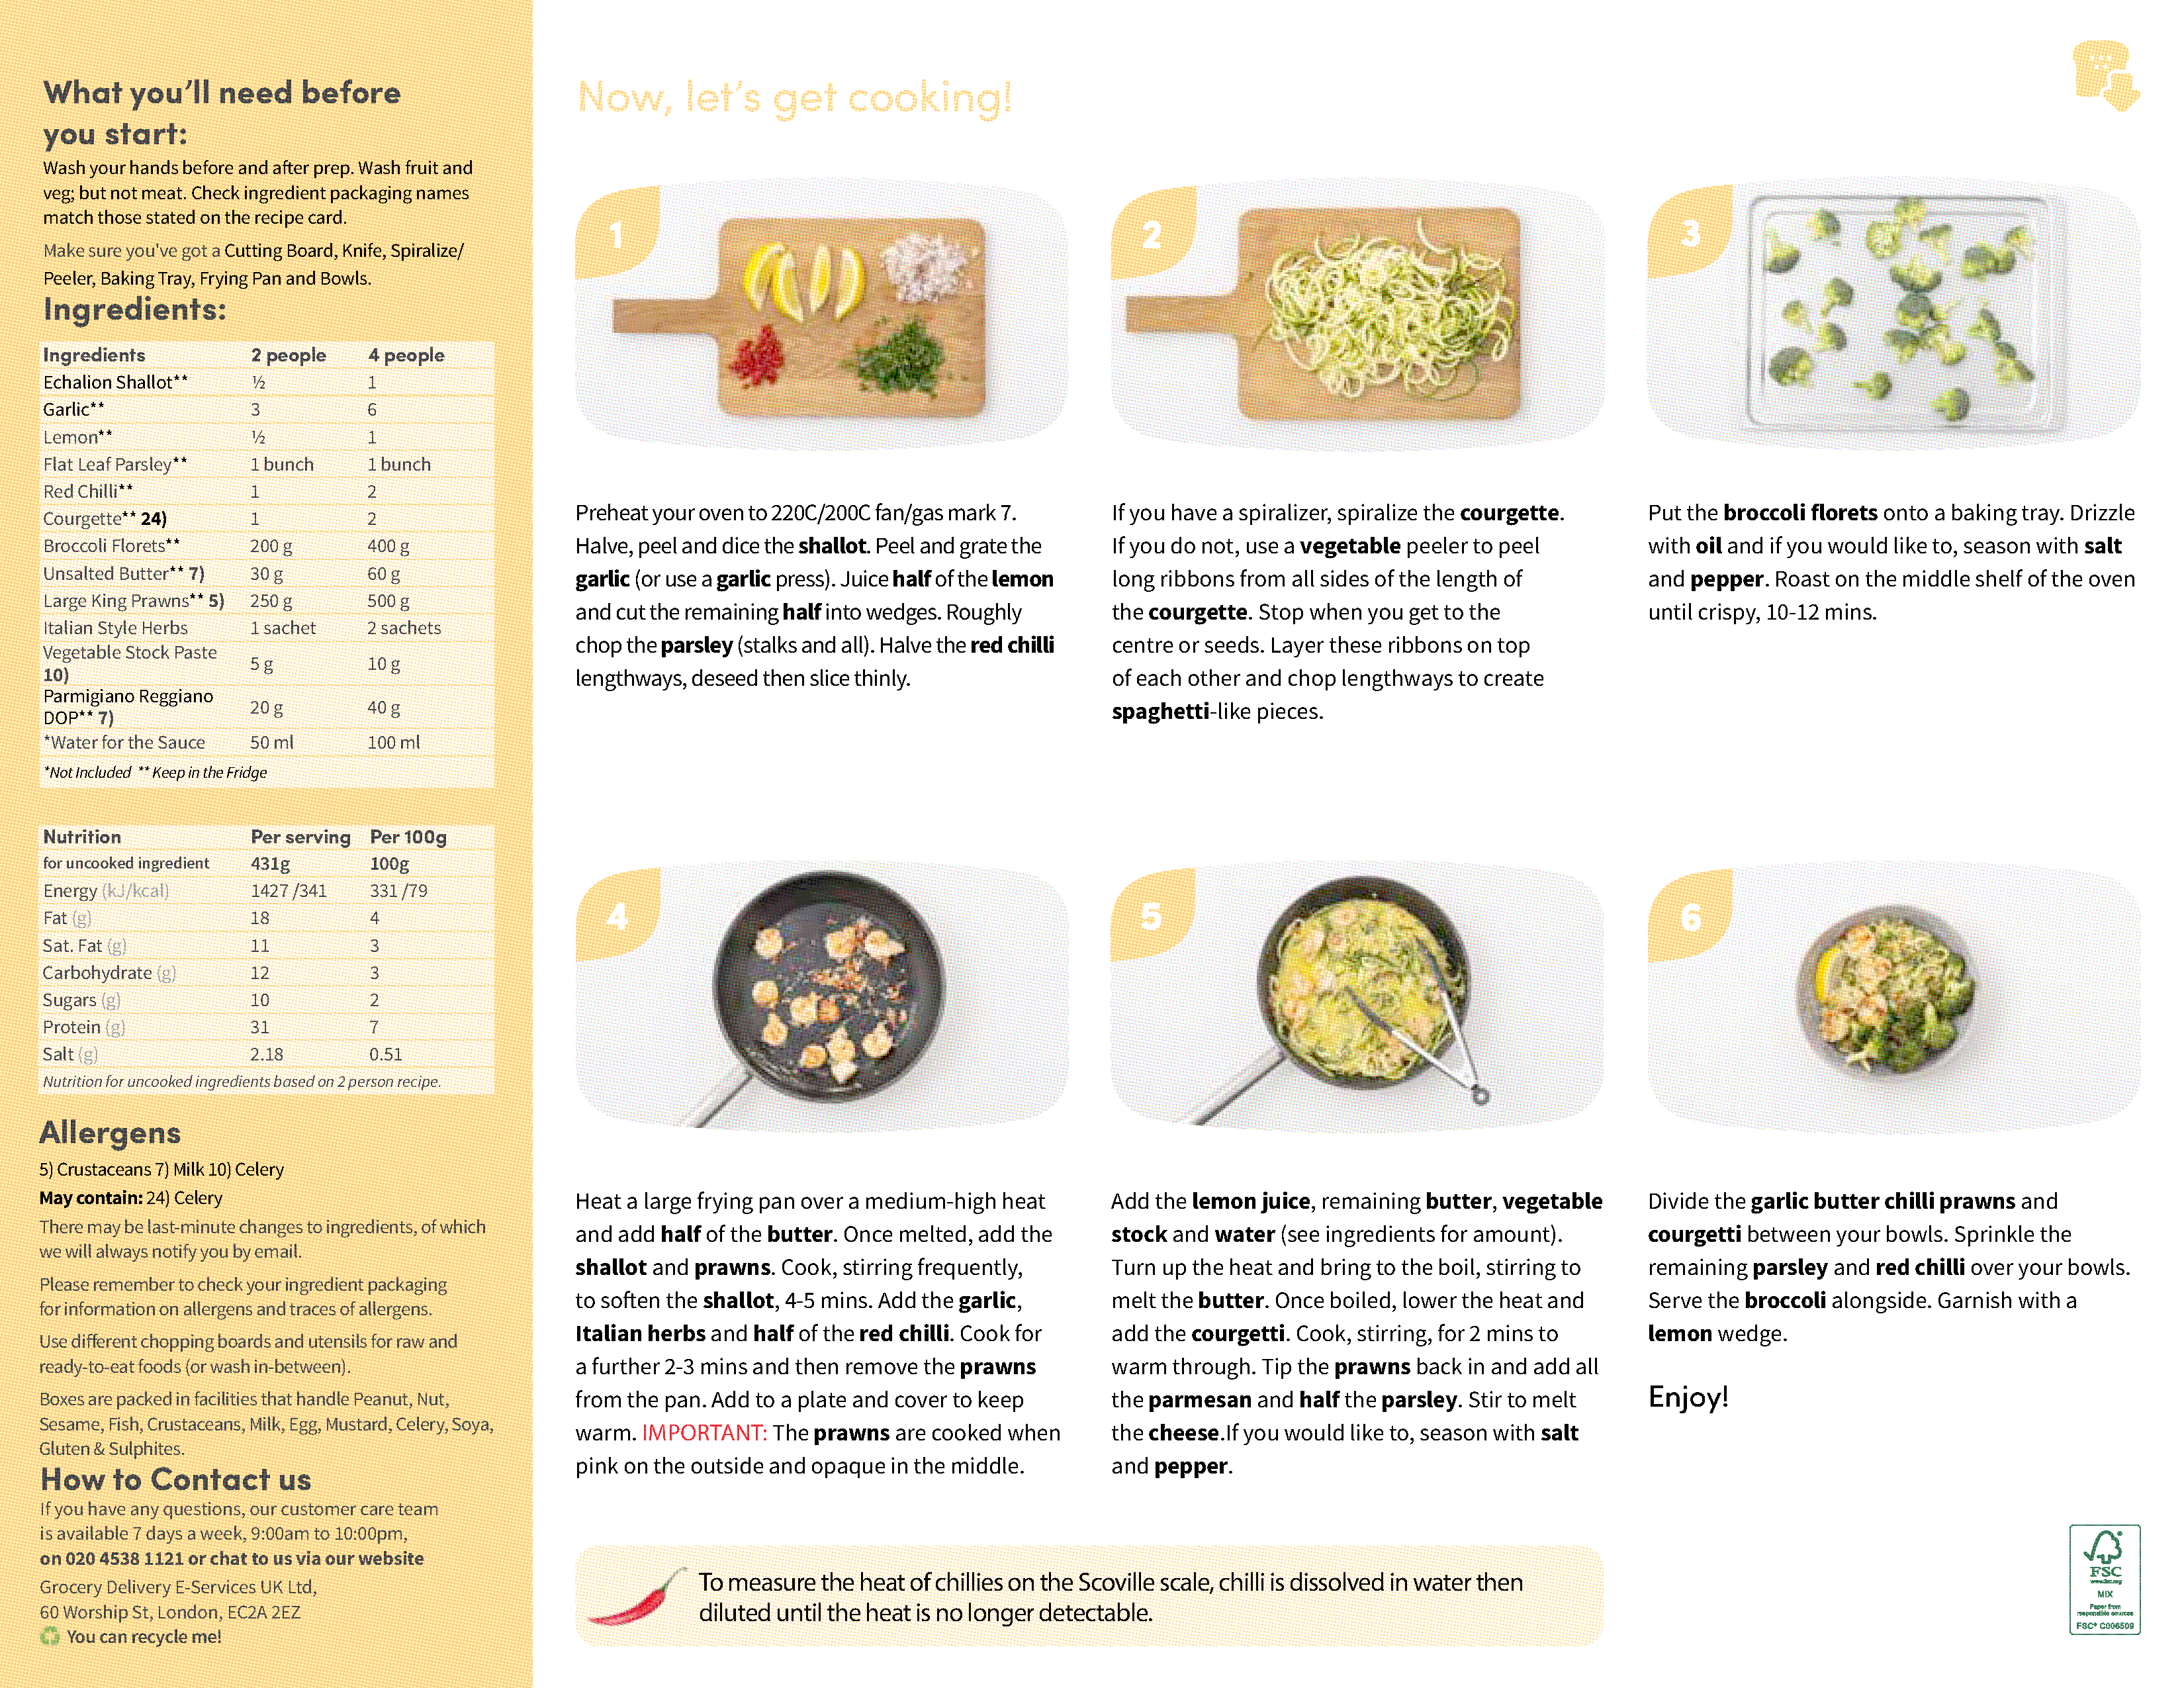 What you’ll need before
you start:
Wash your hands before and after prep. Wash fruit and
veg; but not meat. Check ingredient packaging names
match those stated on the recipe card.
Make sure you've got a Cutting Board, Knife, Spiralize/
Peeler, Baking Tray, Frying Pan and Bowls.
Ingredients:
Ingredients 2 people 4 people
Echalion Shallot** ½ 1
Garlic** 3 6
Lemon** ½ 1
Flat Leaf Parsley** 1 bunch 1 bunch
Red Chilli** 1 2
Courgette** 24) 1 2
Broccoli Florets** 200 g 400 g
Unsalted Butter** 7) 30 g 60 g
Large King Prawns** 5) 250 g 500 g
Italian Style Herbs 1 sachet 2 sachets
Vegetable Stock Paste
10) 5 g 10 g
Parmigiano Reggiano
DOP** 7) 20 g 40 g
*Water for the Sauce 50 ml 100 ml
*Not Included ** Keep in the Fridge
Nutrition Per serving Per 100g
for uncooked ingredient 431g 100g
Energy (kJ/kcal) 1427 /341 331 /79
Fat (g) 18 4
Sat. Fat (g) 11 3
Carbohydrate (g) 12 3
Sugars (g) 10 2
Protein (g) 31 7
Salt (g) 2.18 0.51
Nutrition for uncooked ingredients based on 2 person recipe.
Allergens
5) Crustaceans 7) Milk 10) Celery
May contain: 24) Celery
There may be last-minute changes to ingredients, of which
we will always notify you by email.
Please remember to check your ingredient packaging
for information on allergens and traces of allergens.
Use different chopping boards and utensils for raw and
ready-to-eat foods (or wash in-between).
Boxes are packed in facilities that handle Peanut, Nut,
Sesame, Fish, Crustaceans, Milk, Egg, Mustard, Celery, Soya,
Gluten & Sulphites.
How to Contact us
If you have any questions, our customer care team
is available 7 days a week, 9:00am to 10:00pm,
on 020 4538 1121 or chat to us via our website
Grocery Delivery E-Services UK Ltd,
60 Worship St, London, EC2A 2EZ
You can recycle me!
Now, let’s get cooking!
1
Preheat your oven to 220C/200C fan/gas mark 7.
Halve, peel and dice the shallot. Peel and grate the
garlic (or use a garlic press). Juice half of the lemon
and cut the remaining half into wedges. Roughly
chop the parsley (stalks and all). Halve the red chilli
lengthways, deseed then slice thinly.
2
If you have a spiralizer, spiralize the courgette.
If you do not, use a vegetable peeler to peel
long ribbons from all sides of the length of
the courgette. Stop when you get to the
centre or seeds. Layer these ribbons on top
of each other and chop lengthways to create
spaghetti-like pieces.
3
Put the broccoli florets onto a baking tray. Drizzle
with oil and if you would like to, season with salt
and pepper. Roast on the middle shelf of the oven
until crispy, 10-12 mins.
4
Heat a large frying pan over a medium-high heat
and add half of the butter. Once melted, add the
shallot and prawns. Cook, stirring frequently,
to soften the shallot, 4-5 mins. Add the garlic,
Italian herbs and half of the red chilli. Cook for
a further 2-3 mins and then remove the prawns
from the pan. Add to a plate and cover to keep
warm. IMPORTANT: The prawns are cooked when
pink on the outside and opaque in the middle.
5
Add the lemon juice, remaining butter, vegetable
stock and water (see ingredients for amount).
Turn up the heat and bring to the boil, stirring to
melt the butter. Once boiled, lower the heat and
add the courgetti. Cook, stirring, for 2 mins to
warm through. Tip the prawns back in and add all
the parmesan and half the parsley. Stir to melt
the cheese.If you would like to, season with salt
and pepper.
6
Divide the garlic butter chilli prawns and
courgetti between your bowls. Sprinkle the
remaining parsley and red chilli over your bowls.
Serve the broccoli alongside. Garnish with a
lemon wedge.
Enjoy!
To measure the heat of chillies on the Scoville scale, chilli is dissolved in water then
diluted until the heat is no longer detectable.
FSC
www.fsc.org
MIX
Paper from
responsible sources
FSC® C006509